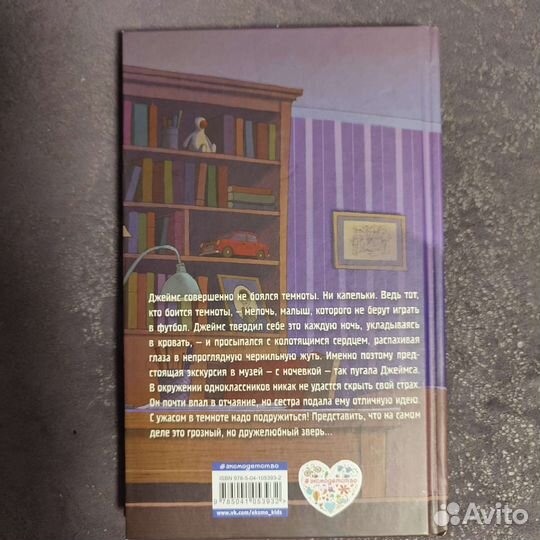 Джеймс совершенно не боялся темноты. Ни капельки. Ведь тот,
кто боится темноты, – мелочь, малыш, которого не берут играть
в футбол. Джеймс твердил себе это каждую ночь, укладываясь
в кровать, – и просыпался с колотящимся сердцем, распахивая
глаза в непроглядную чернильную жуть. Именно поэтому пред-
стоящая экскурсия в музей – с ночевкой – так пугала Джеймса.
В окружении одноклассников никак не удастся скрыть свой страх.
Он почти впал в отчаяние, но сестра подала ему отличную идею.
С ужасом в темноте надо подружиться! Представить, что на самом
деле это грозный, но дружелюбный зверь...
#эксмодетство
ISBN 978-5-04-105393-2
9 785041 053932 >
www.vk.com/eksmo_kids
#эксмодетство
Avito